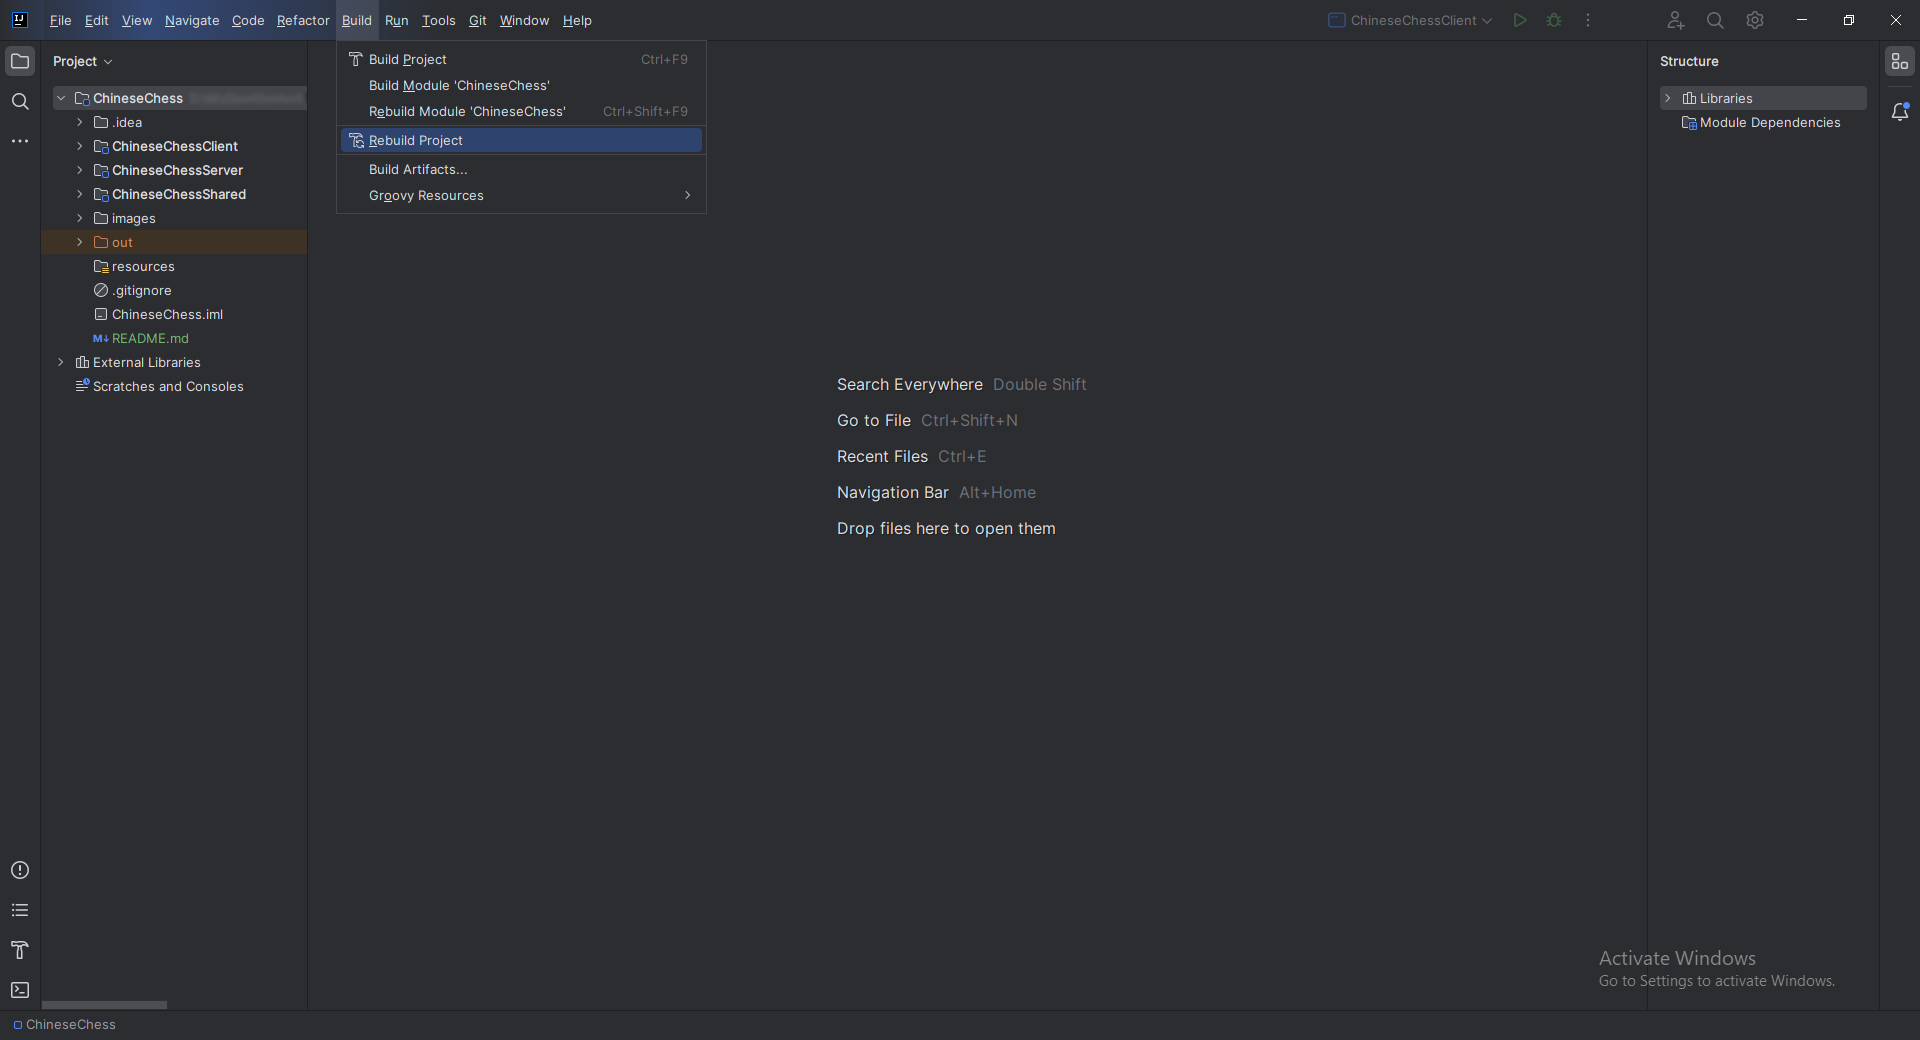 IJ File Edit View Navigate Code Refactor Build Run Tools Git Window Help ChineseChessClient
Project
ChineseChess
.idea
ChineseChessClient
ChineseChessServer
ChineseChessShared
images
out
resources
.gitignore
ChineseChess.iml
M↓ README.md
External Libraries
Scratches and Consoles
Build Project Ctrl+F9
Build Module 'ChineseChess'
Rebuild Module 'ChineseChess' Ctrl+Shift+F9
Rebuild Project
Build Artifacts...
Groovy Resources
Search Everywhere Double Shift
Go to File Ctrl+Shift+N
Recent Files Ctrl+E
Navigation Bar Alt+Home
Drop files here to open them
Structure
Libraries
Module Dependencies
Activate Windows
Go to Settings to activate Windows.
ChineseChess